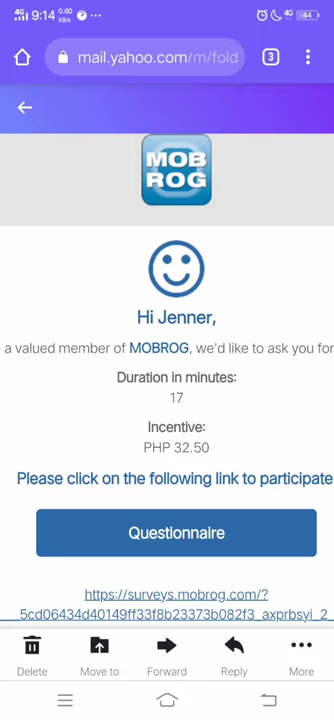 4G 9:14 0.60 KB/s ... 4G 44
mail.yahoo.com/m/fold 3
MOB
ROG
Hi Jenner,
a valued member of MOBROG, we'd like to ask you for
Duration in minutes:
17
Incentive:
PHP 32.50
Please click on the following link to participate
Questionnaire
https://surveys.mobrog.com/?
5cd06434d40149ff33f8b23373b082f3_axprbsyi_2_
Delete Move to Forward Reply More